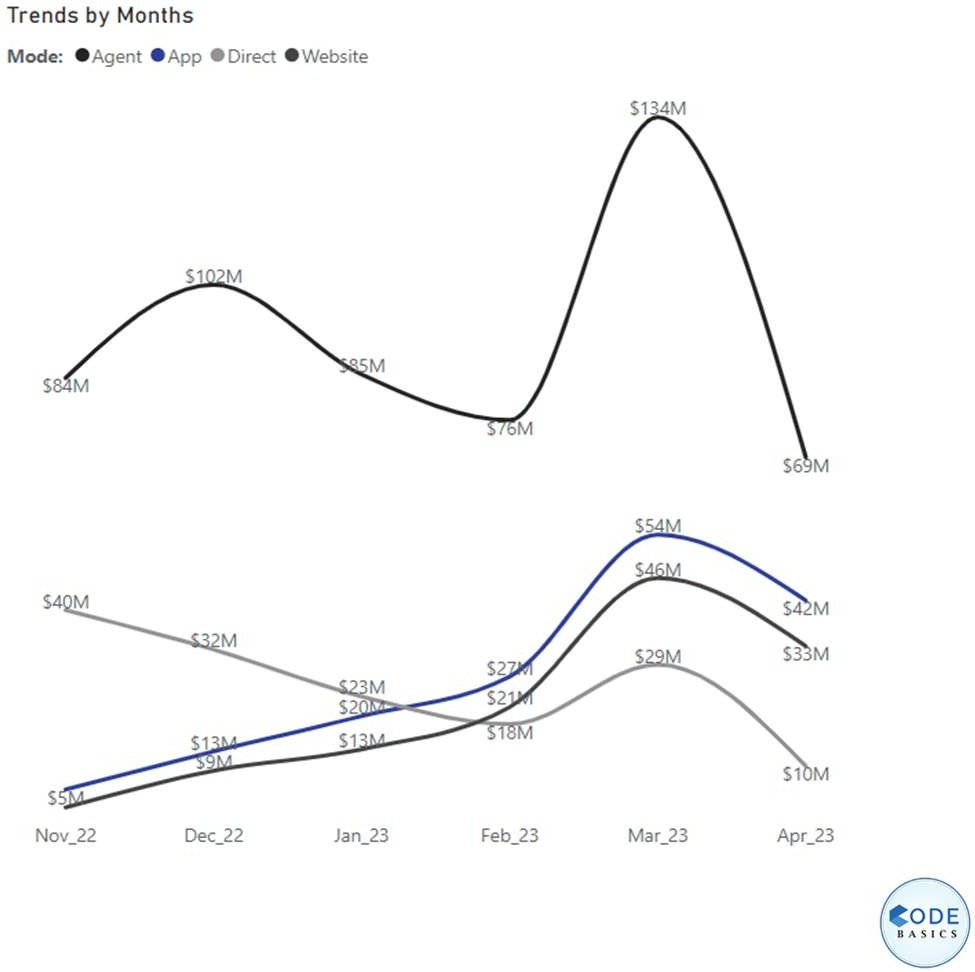 Trends by Months
Mode: Agent App Direct Website
$134M
$102M
$85M
$84M
$76M
$69M
$54M
$46M
$40M
$42M
$32M
$33M
$29M
$27M
$23M
$21M
$20M
$18M
$13M
$13M
$9M
$10M
$5M
Nov_22 Dec_22 Jan_23 Feb_23 Mar_23 Apr_23
CODE
BASICS